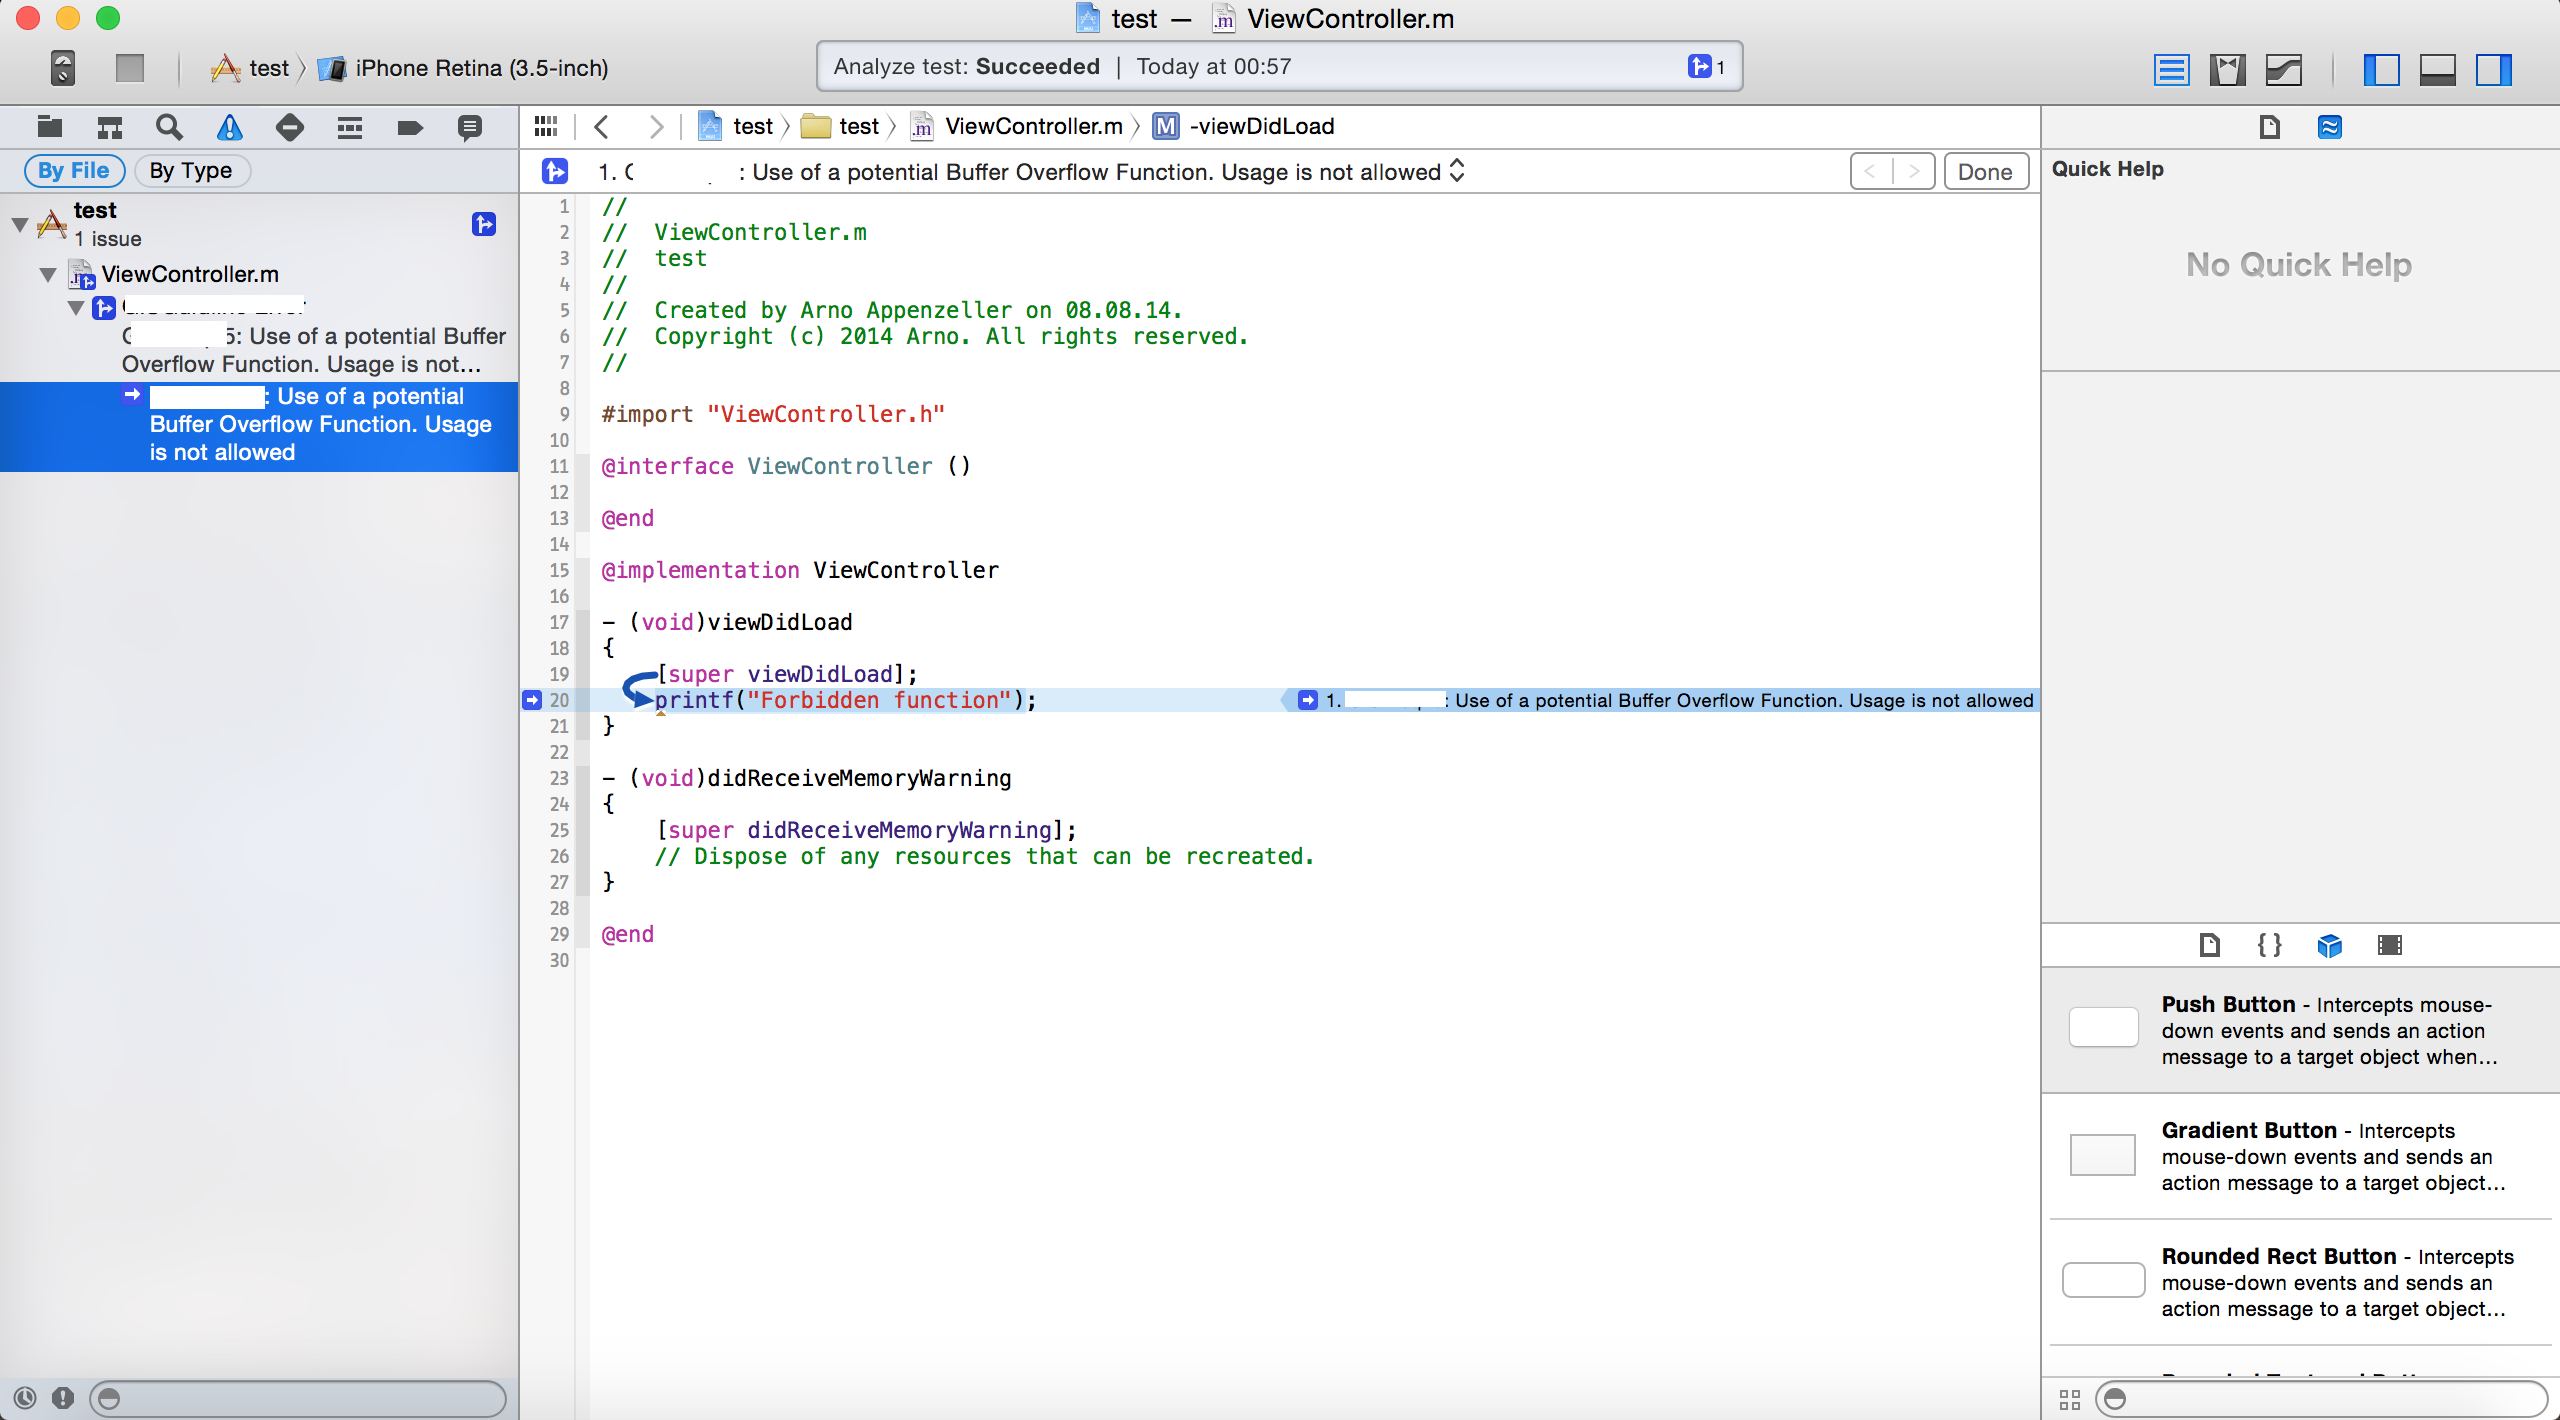 test — ViewController.m
test 〉 iPhone Retina (3.5-inch)
Analyze test: Succeeded | Today at 00:57
1
test 〉 test 〉 ViewController.m 〉 M -viewDidLoad
By File By Type
1. : Use of a potential Buffer Overflow Function. Usage is not allowed
< > Done
Quick Help
No Quick Help
test
1 issue
ViewController.m
5: Use of a potential Buffer
Overflow Function. Usage is not...
: Use of a potential
Buffer Overflow Function. Usage
is not allowed
1 //
2 //  ViewController.m
3 //  test
4 //
5 //  Created by Arno Appenzeller on 08.08.14.
6 //  Copyright (c) 2014 Arno. All rights reserved.
7 //
8
9 #import "ViewController.h"
10
11 @interface ViewController ()
12
13 @end
14
15 @implementation ViewController
16
17 - (void)viewDidLoad
18 {
19     [super viewDidLoad];
20     printf("Forbidden function"); 1. : Use of a potential Buffer Overflow Function. Usage is not allowed
21 }
22
23 - (void)didReceiveMemoryWarning
24 {
25     [super didReceiveMemoryWarning];
26     // Dispose of any resources that can be recreated.
27 }
28
29 @end
30
{ }
Push Button - Intercepts mouse-
down events and sends an action
message to a target object when...
Gradient Button - Intercepts
mouse-down events and sends an
action message to a target object...
Rounded Rect Button - Intercepts
mouse-down events and sends an
action message to a target object...